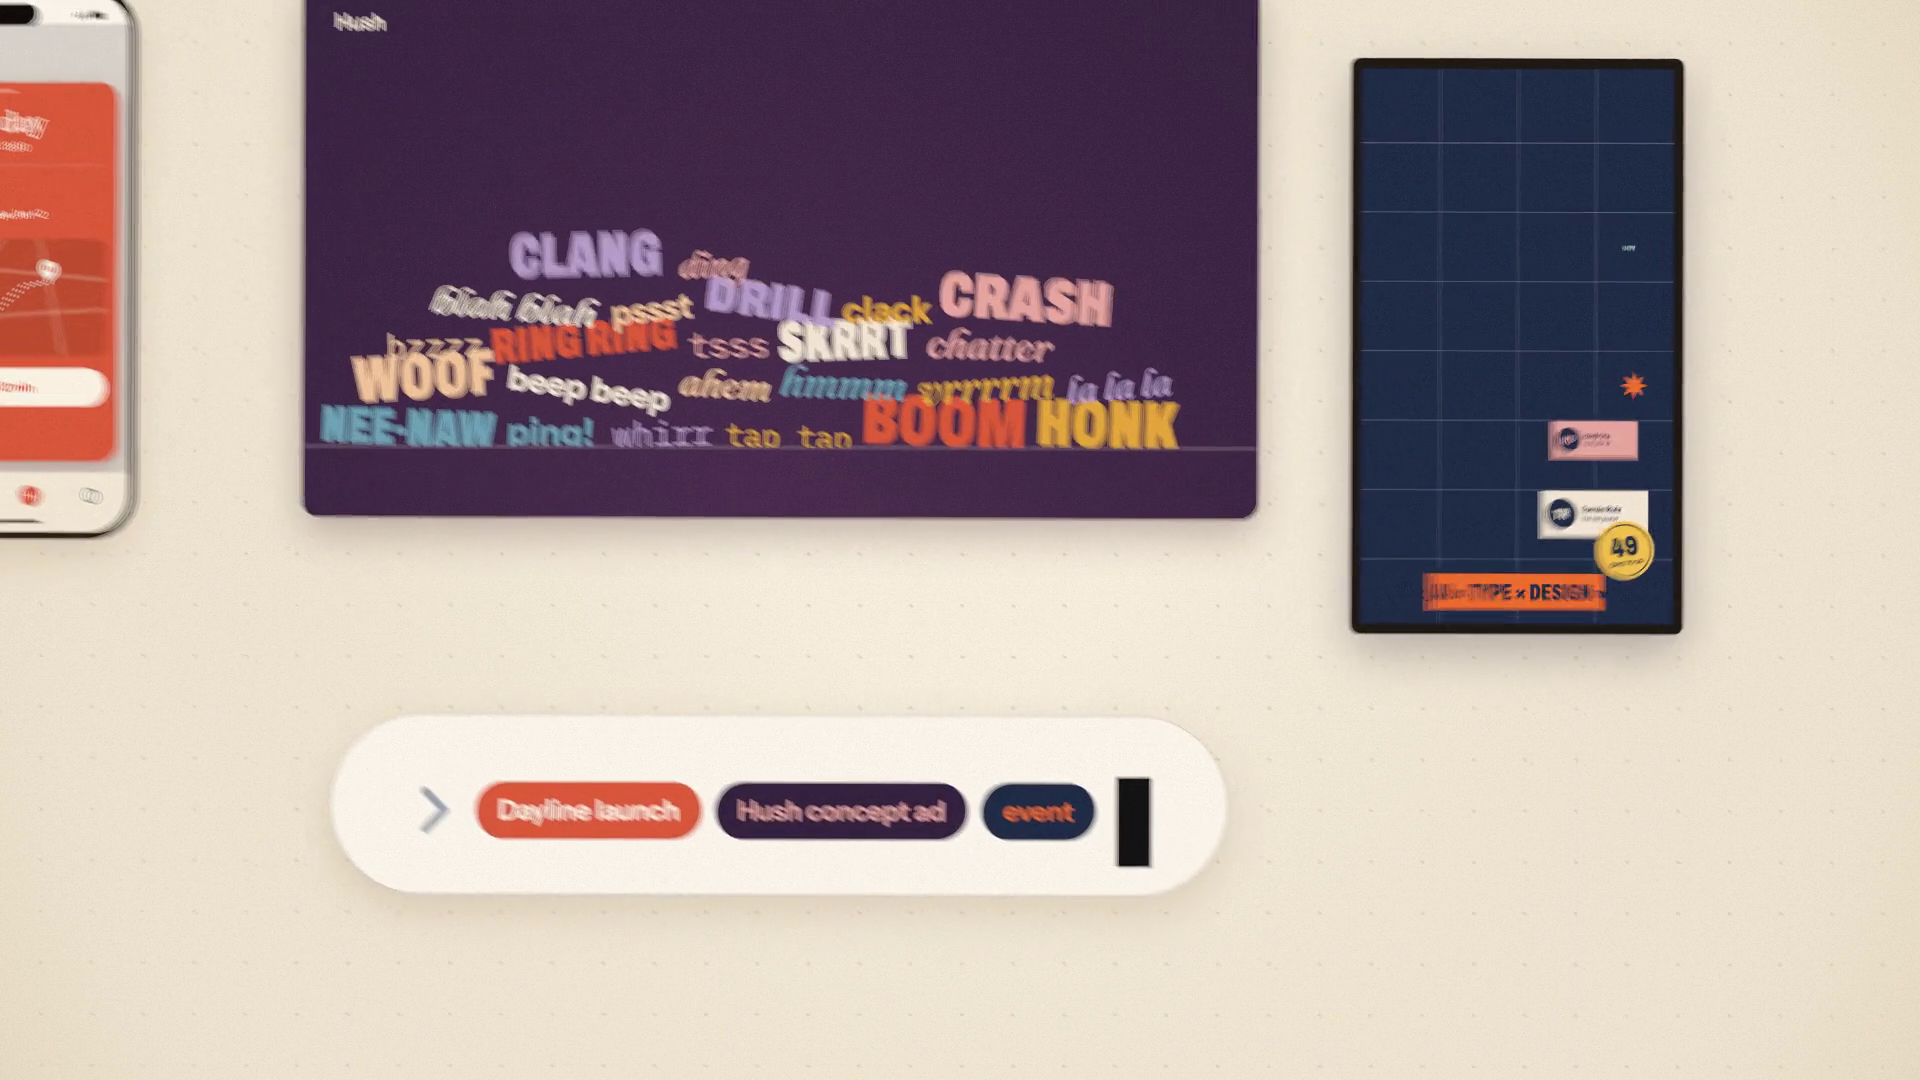 Hush
CLANG ding
blah blah pssst DRILL clack CRASH
bzzzz RING RING tsss SKRRT chatter
WOOF beep beep ahem hmmm vrrrrm la la la
NEE-NAW ping! whirr tap tap BOOM HONK
49
TYPE × DESIGN
Dayline launch Hush concept ad event